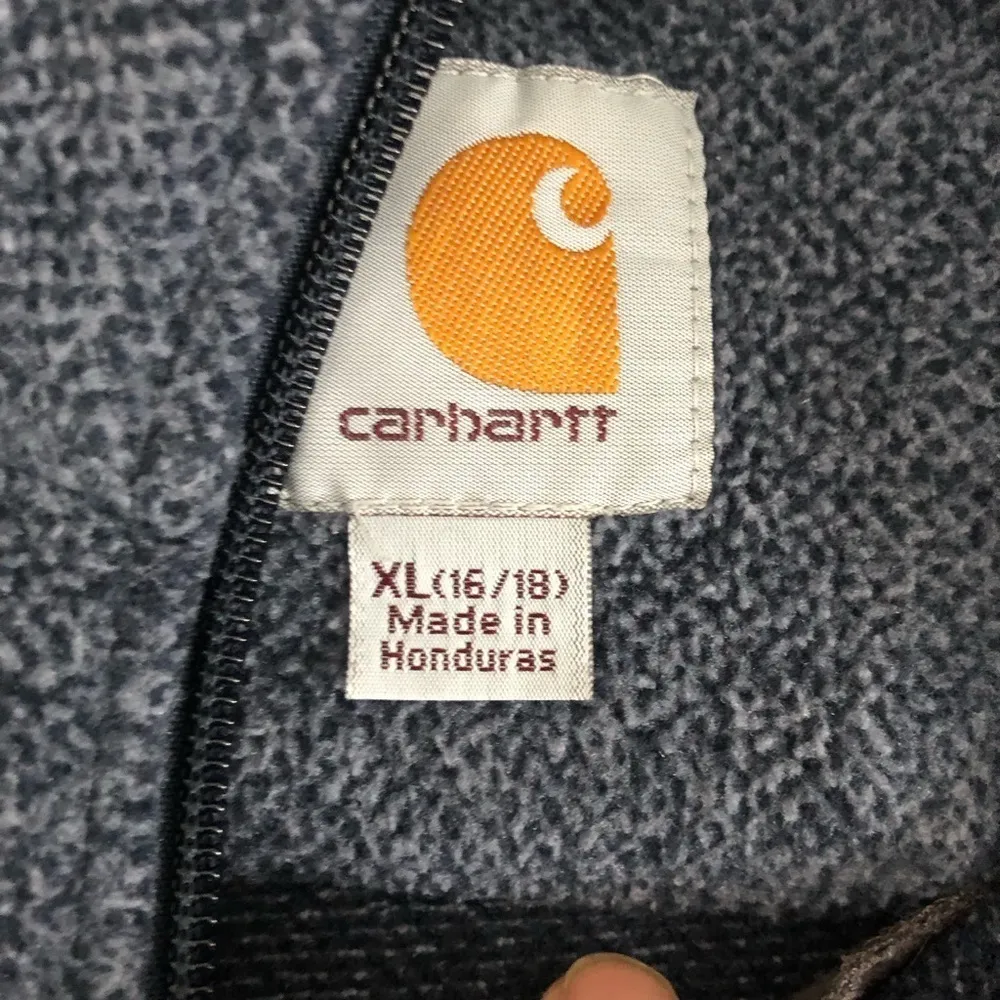 carhartt
XL(16/18)
Made in
Honduras